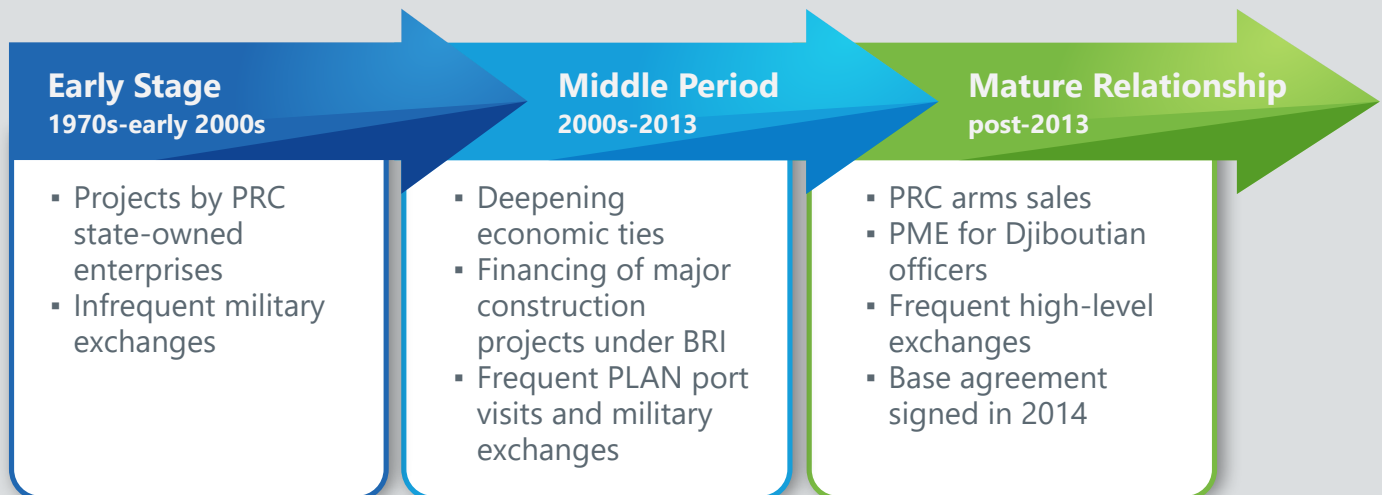 Early Stage
1970s-early 2000s
▪ Projects by PRC
state-owned
enterprises
▪ Infrequent military
exchanges
Middle Period
2000s-2013
▪ Deepening
economic ties
▪ Financing of major
construction
projects under BRI
▪ Frequent PLAN port
visits and military
exchanges
Mature Relationship
post-2013
▪ PRC arms sales
▪ PME for Djiboutian
officers
▪ Frequent high-level
exchanges
▪ Base agreement
signed in 2014